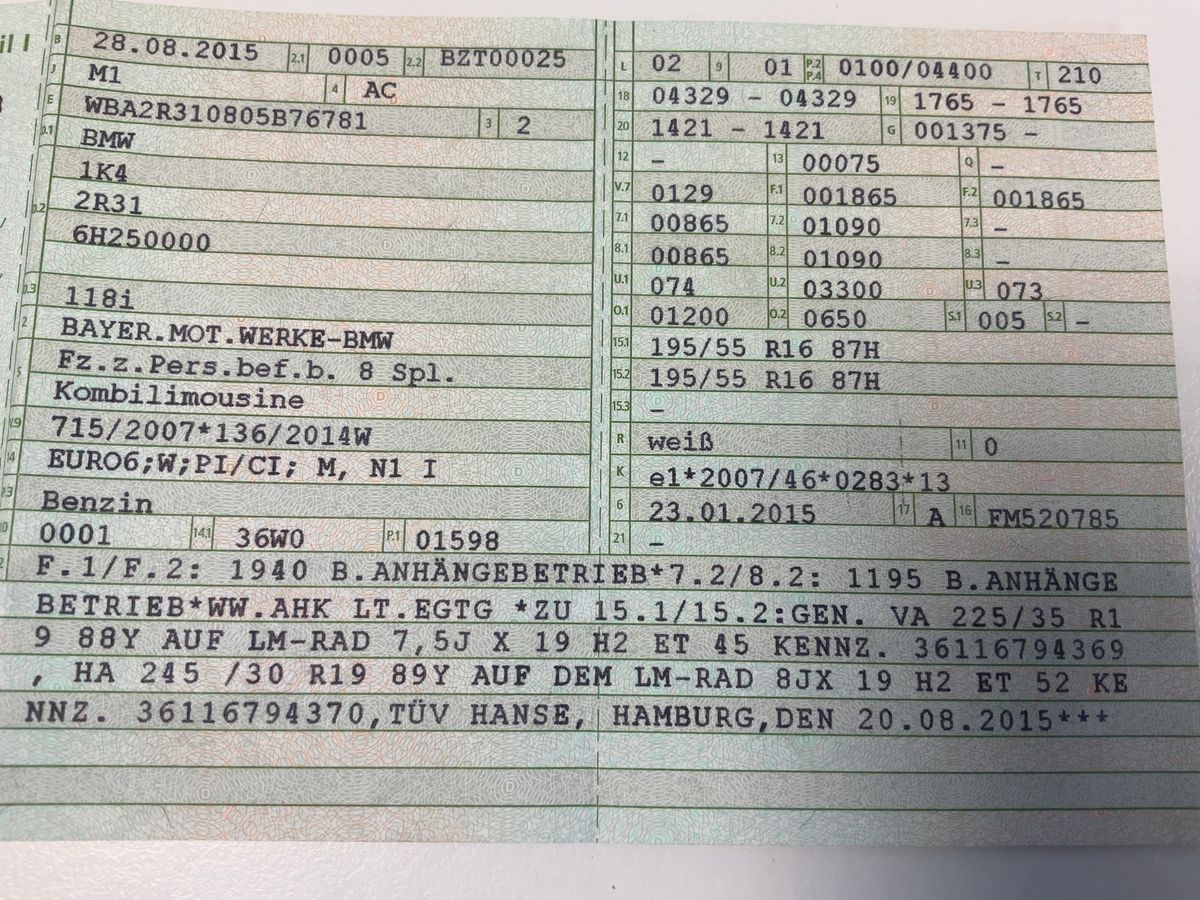 il I
B 28.08.2015 2.1 0005 2.2 BZT00025
J M1 4 AC
E WBA2R310805B76781 3 2
D.1 BMW
1K4
D.2 2R31
6H250000
D.3 118i
2 BAYER.MOT.WERKE-BMW
5 Fz.z.Pers.bef.b. 8 Spl.
Kombilimousine
V.9 715/2007*136/2014W
14 EURO6;W;PI/CI; M, N1 I
P.3 Benzin
10 0001 14.1 36W0 P.1 01598
L 02 9 01 P.2 P.4 0100/04400 T 210
18 04329 - 04329 19 1765 - 1765
20 1421 - 1421 G 001375 -
12 - 13 00075 Q -
V.7 0129 F.1 001865 F.2 001865
7.1 00865 7.2 01090 7.3 -
8.1 00865 8.2 01090 8.3 -
U.1 074 U.2 03300 U.3 073
O.1 01200 O.2 0650 S.1 005 S.2 -
15.1 195/55 R16 87H
15.2 195/55 R16 87H
15.3 -
R weiß 11 0
K e1*2007/46*0283*13
6 23.01.2015 17 A 16 FM520785
21 -
F.1/F.2: 1940 B.ANHÄNGEBETRIEB*7.2/8.2: 1195 B.ANHÄNGE
BETRIEB*WW.AHK LT.EGTG *ZU 15.1/15.2:GEN. VA 225/35 R1
9 88Y AUF LM-RAD 7,5J X 19 H2 ET 45 KENNZ. 36116794369
, HA 245 /30 R19 89Y AUF DEM LM-RAD 8JX 19 H2 ET 52 KE
NNZ. 36116794370,TÜV HANSE, HAMBURG,DEN 20.08.2015***